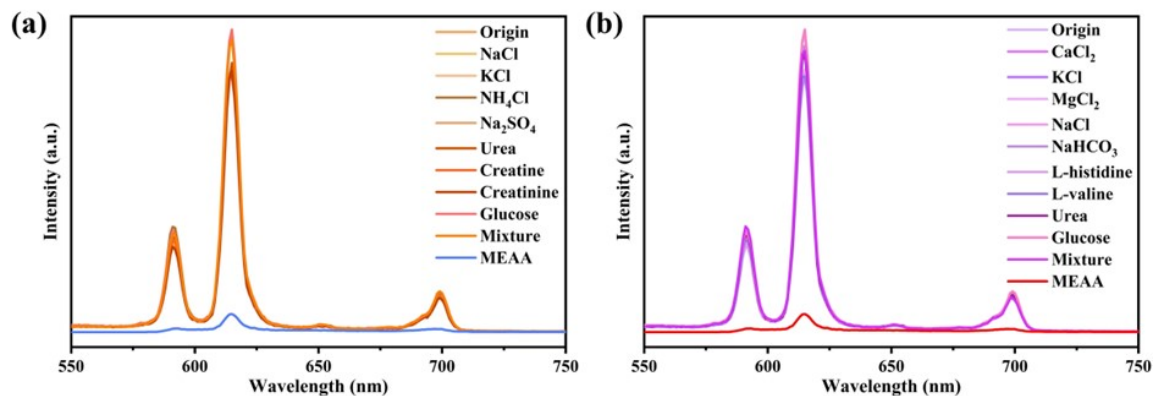 (a)
Intensity (a.u.)
Origin
NaCl
KCl
NH₄Cl
Na₂SO₄
Urea
Creatine
Creatinine
Glucose
Mixture
MEAA
550 600 650 700 750
Wavelength (nm)
(b)
Intensity (a.u.)
Origin
CaCl₂
KCl
MgCl₂
NaCl
NaHCO₃
L-histidine
L-valine
Urea
Glucose
Mixture
MEAA
550 600 650 700 750
Wavelength (nm)